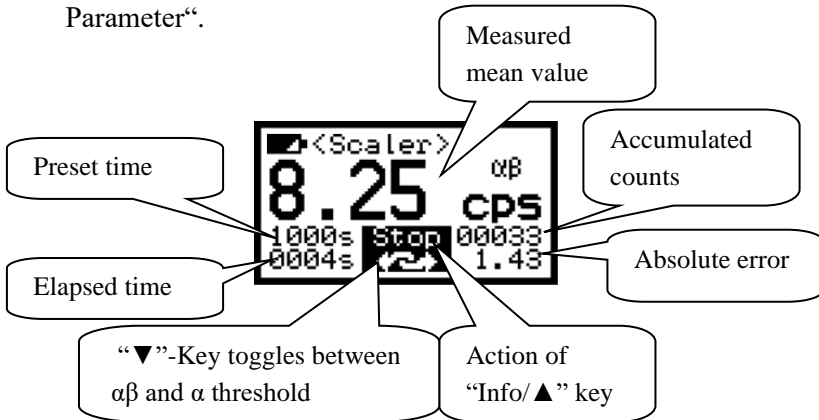 Parameter“.
Measured
mean value
Preset time
<Scaler>
αβ
Accumulated
counts
8.25 cps
1000s Stop 00033
0004s 1.43
Absolute error
Elapsed time
“▼”-Key toggles between
αβ and α threshold
Action of
“Info/▲” key